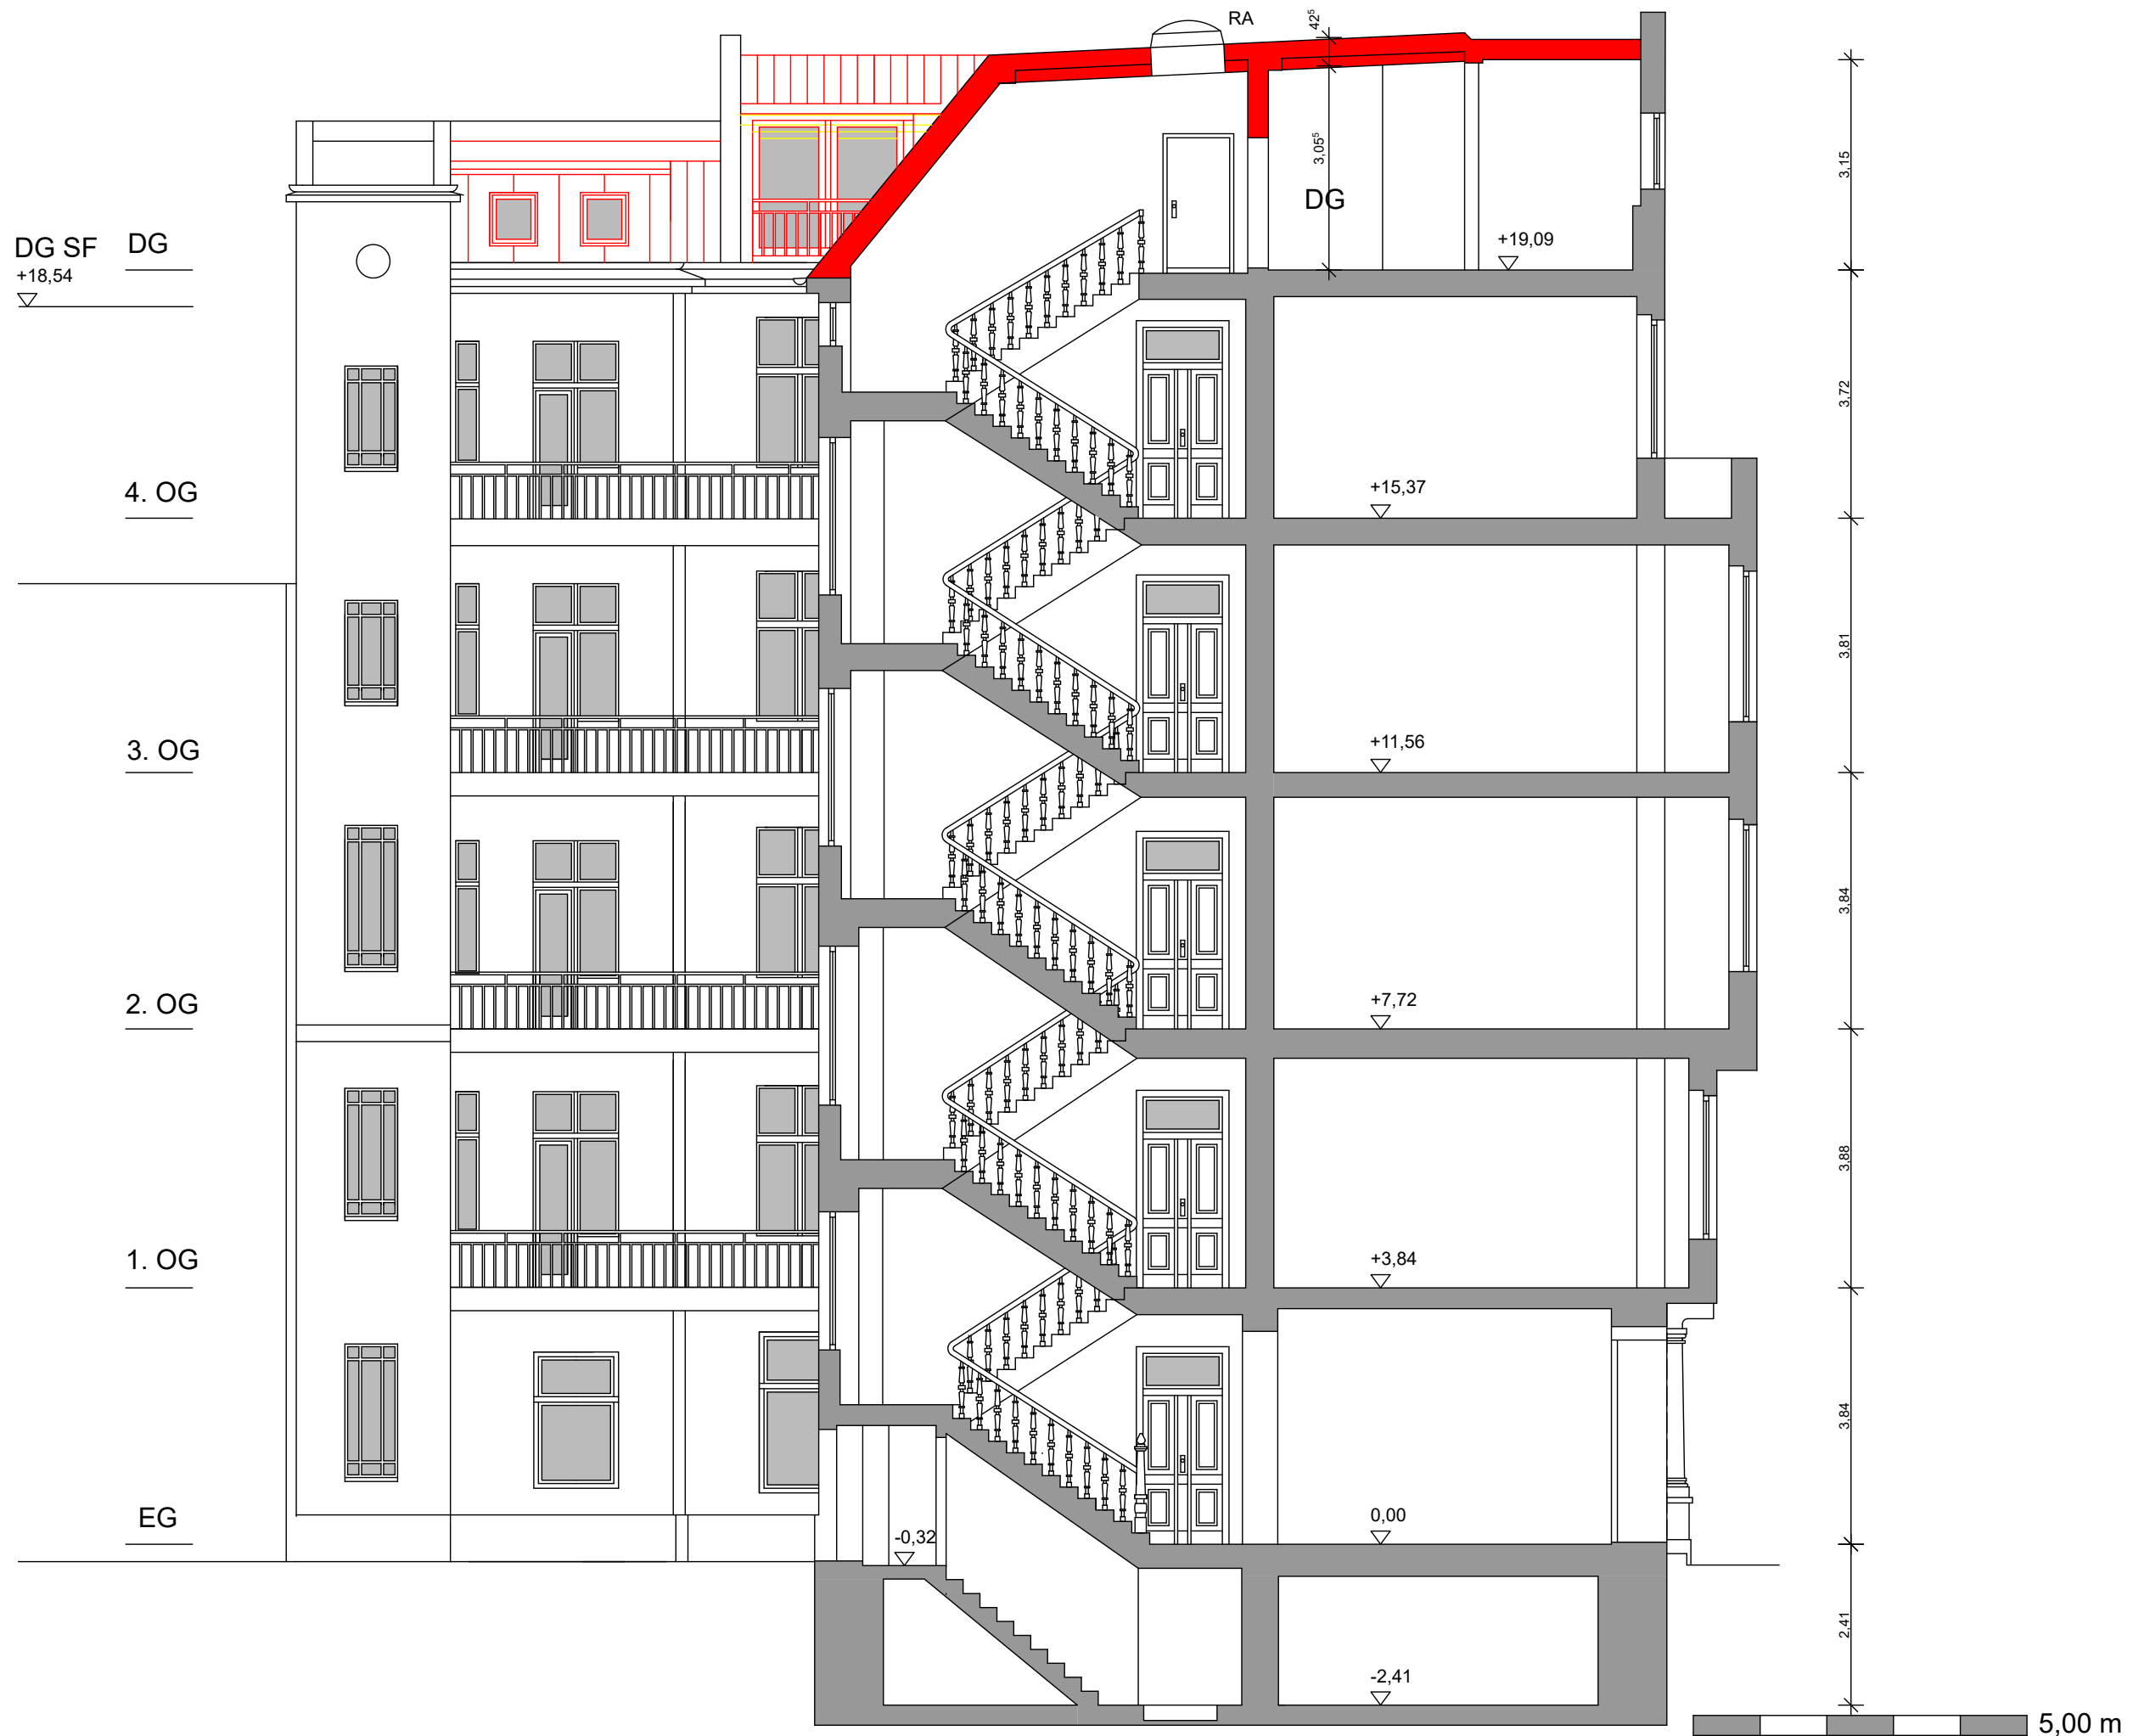 RA
42⁵
3,05⁵
3,15
DG
DG SF
DG
+18,54
+19,09
3,72
4. OG
+15,37
3,81
3. OG
+11,56
3,84
2. OG
+7,72
3,88
1. OG
+3,84
3,84
EG
0,00
-0,32
2,41
-2,41
5,00 m